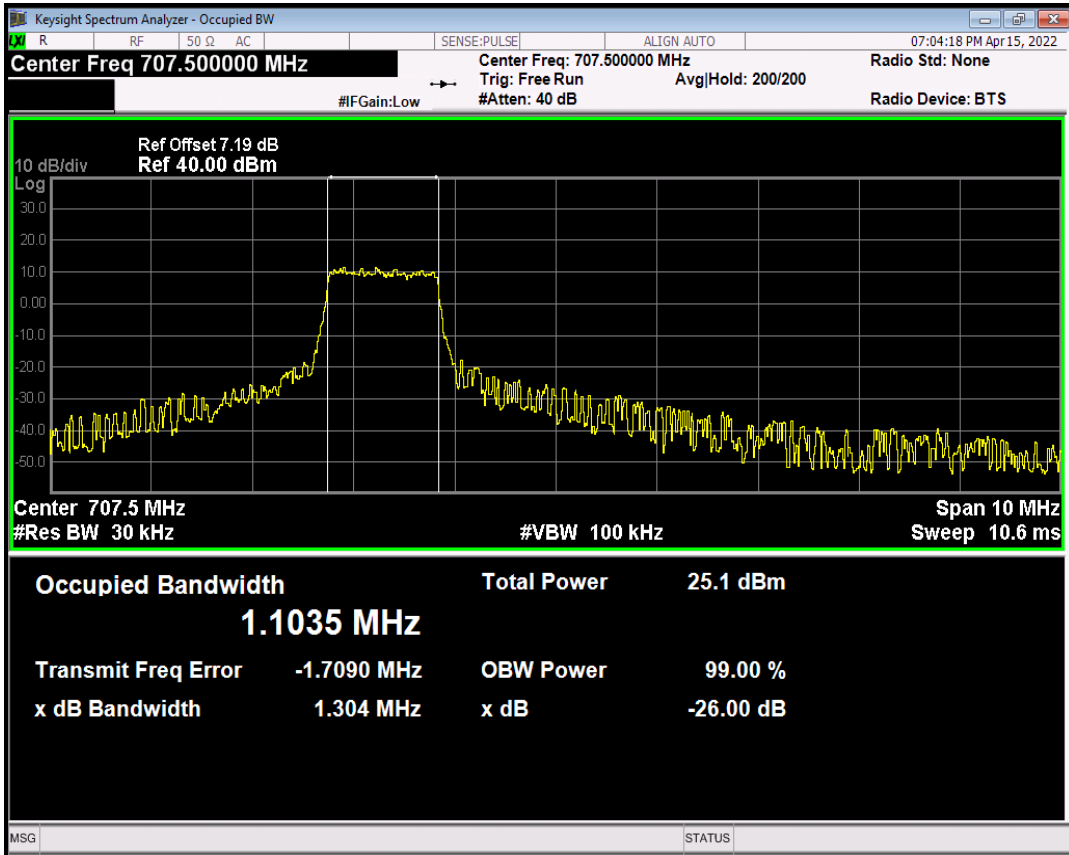 Keysight Spectrum Analyzer - Occupied BW
LXI R RF 50 Ω AC SENSE:PULSE ALIGN AUTO 07:04:18 PM Apr 15, 2022
Center Freq 707.500000 MHz Center Freq: 707.500000 MHz Radio Std: None
Trig: Free Run Avg|Hold: 200/200
#IFGain:Low #Atten: 40 dB Radio Device: BTS
Ref Offset 7.19 dB
10 dB/div Ref 40.00 dBm
Log
30.0
20.0
10.0
0.00
-10.0
-20.0
-30.0
-40.0
-50.0
Center 707.5 MHz Span 10 MHz
#Res BW 30 kHz #VBW 100 kHz Sweep 10.6 ms
Occupied Bandwidth Total Power 25.1 dBm
1.1035 MHz
Transmit Freq Error -1.7090 MHz OBW Power 99.00 %
x dB Bandwidth 1.304 MHz x dB -26.00 dB
MSG STATUS